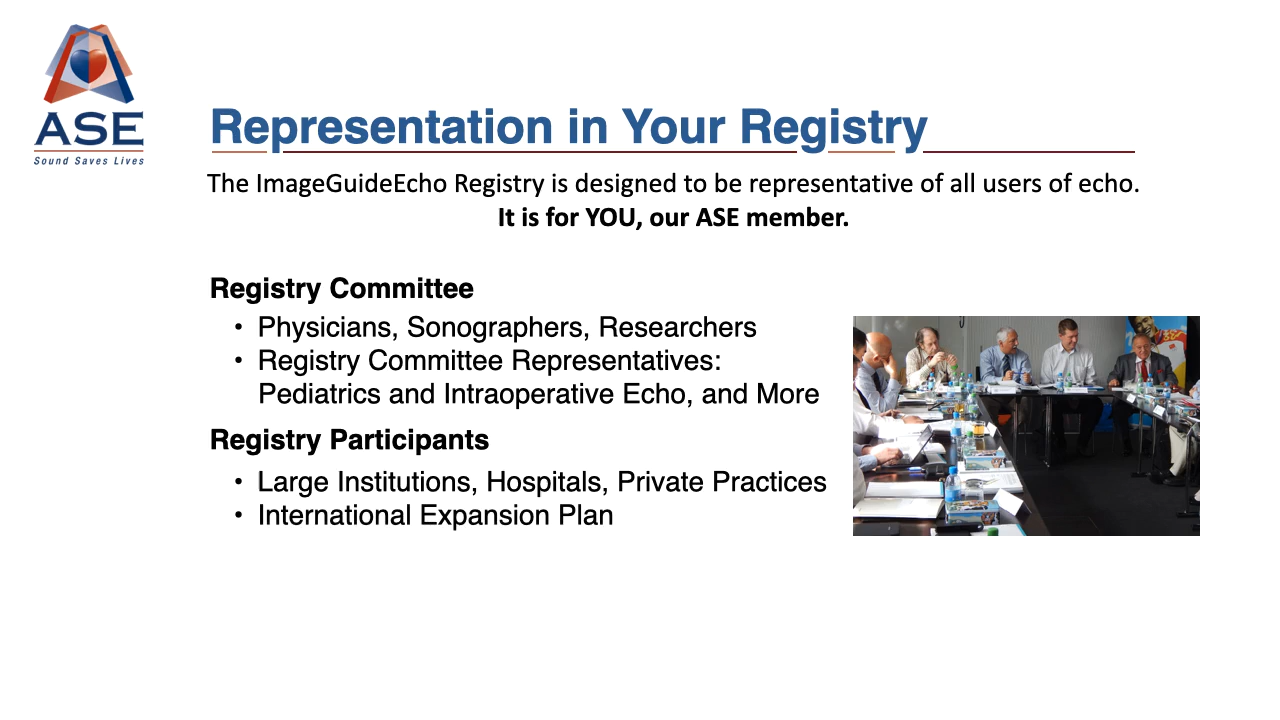 ASE
Sound Saves Lives
Representation in Your Registry
The ImageGuideEcho Registry is designed to be representative of all users of echo.
It is for YOU, our ASE member.
Registry Committee
• Physicians, Sonographers, Researchers
• Registry Committee Representatives:
Pediatrics and Intraoperative Echo, and More
Registry Participants
• Large Institutions, Hospitals, Private Practices
• International Expansion Plan